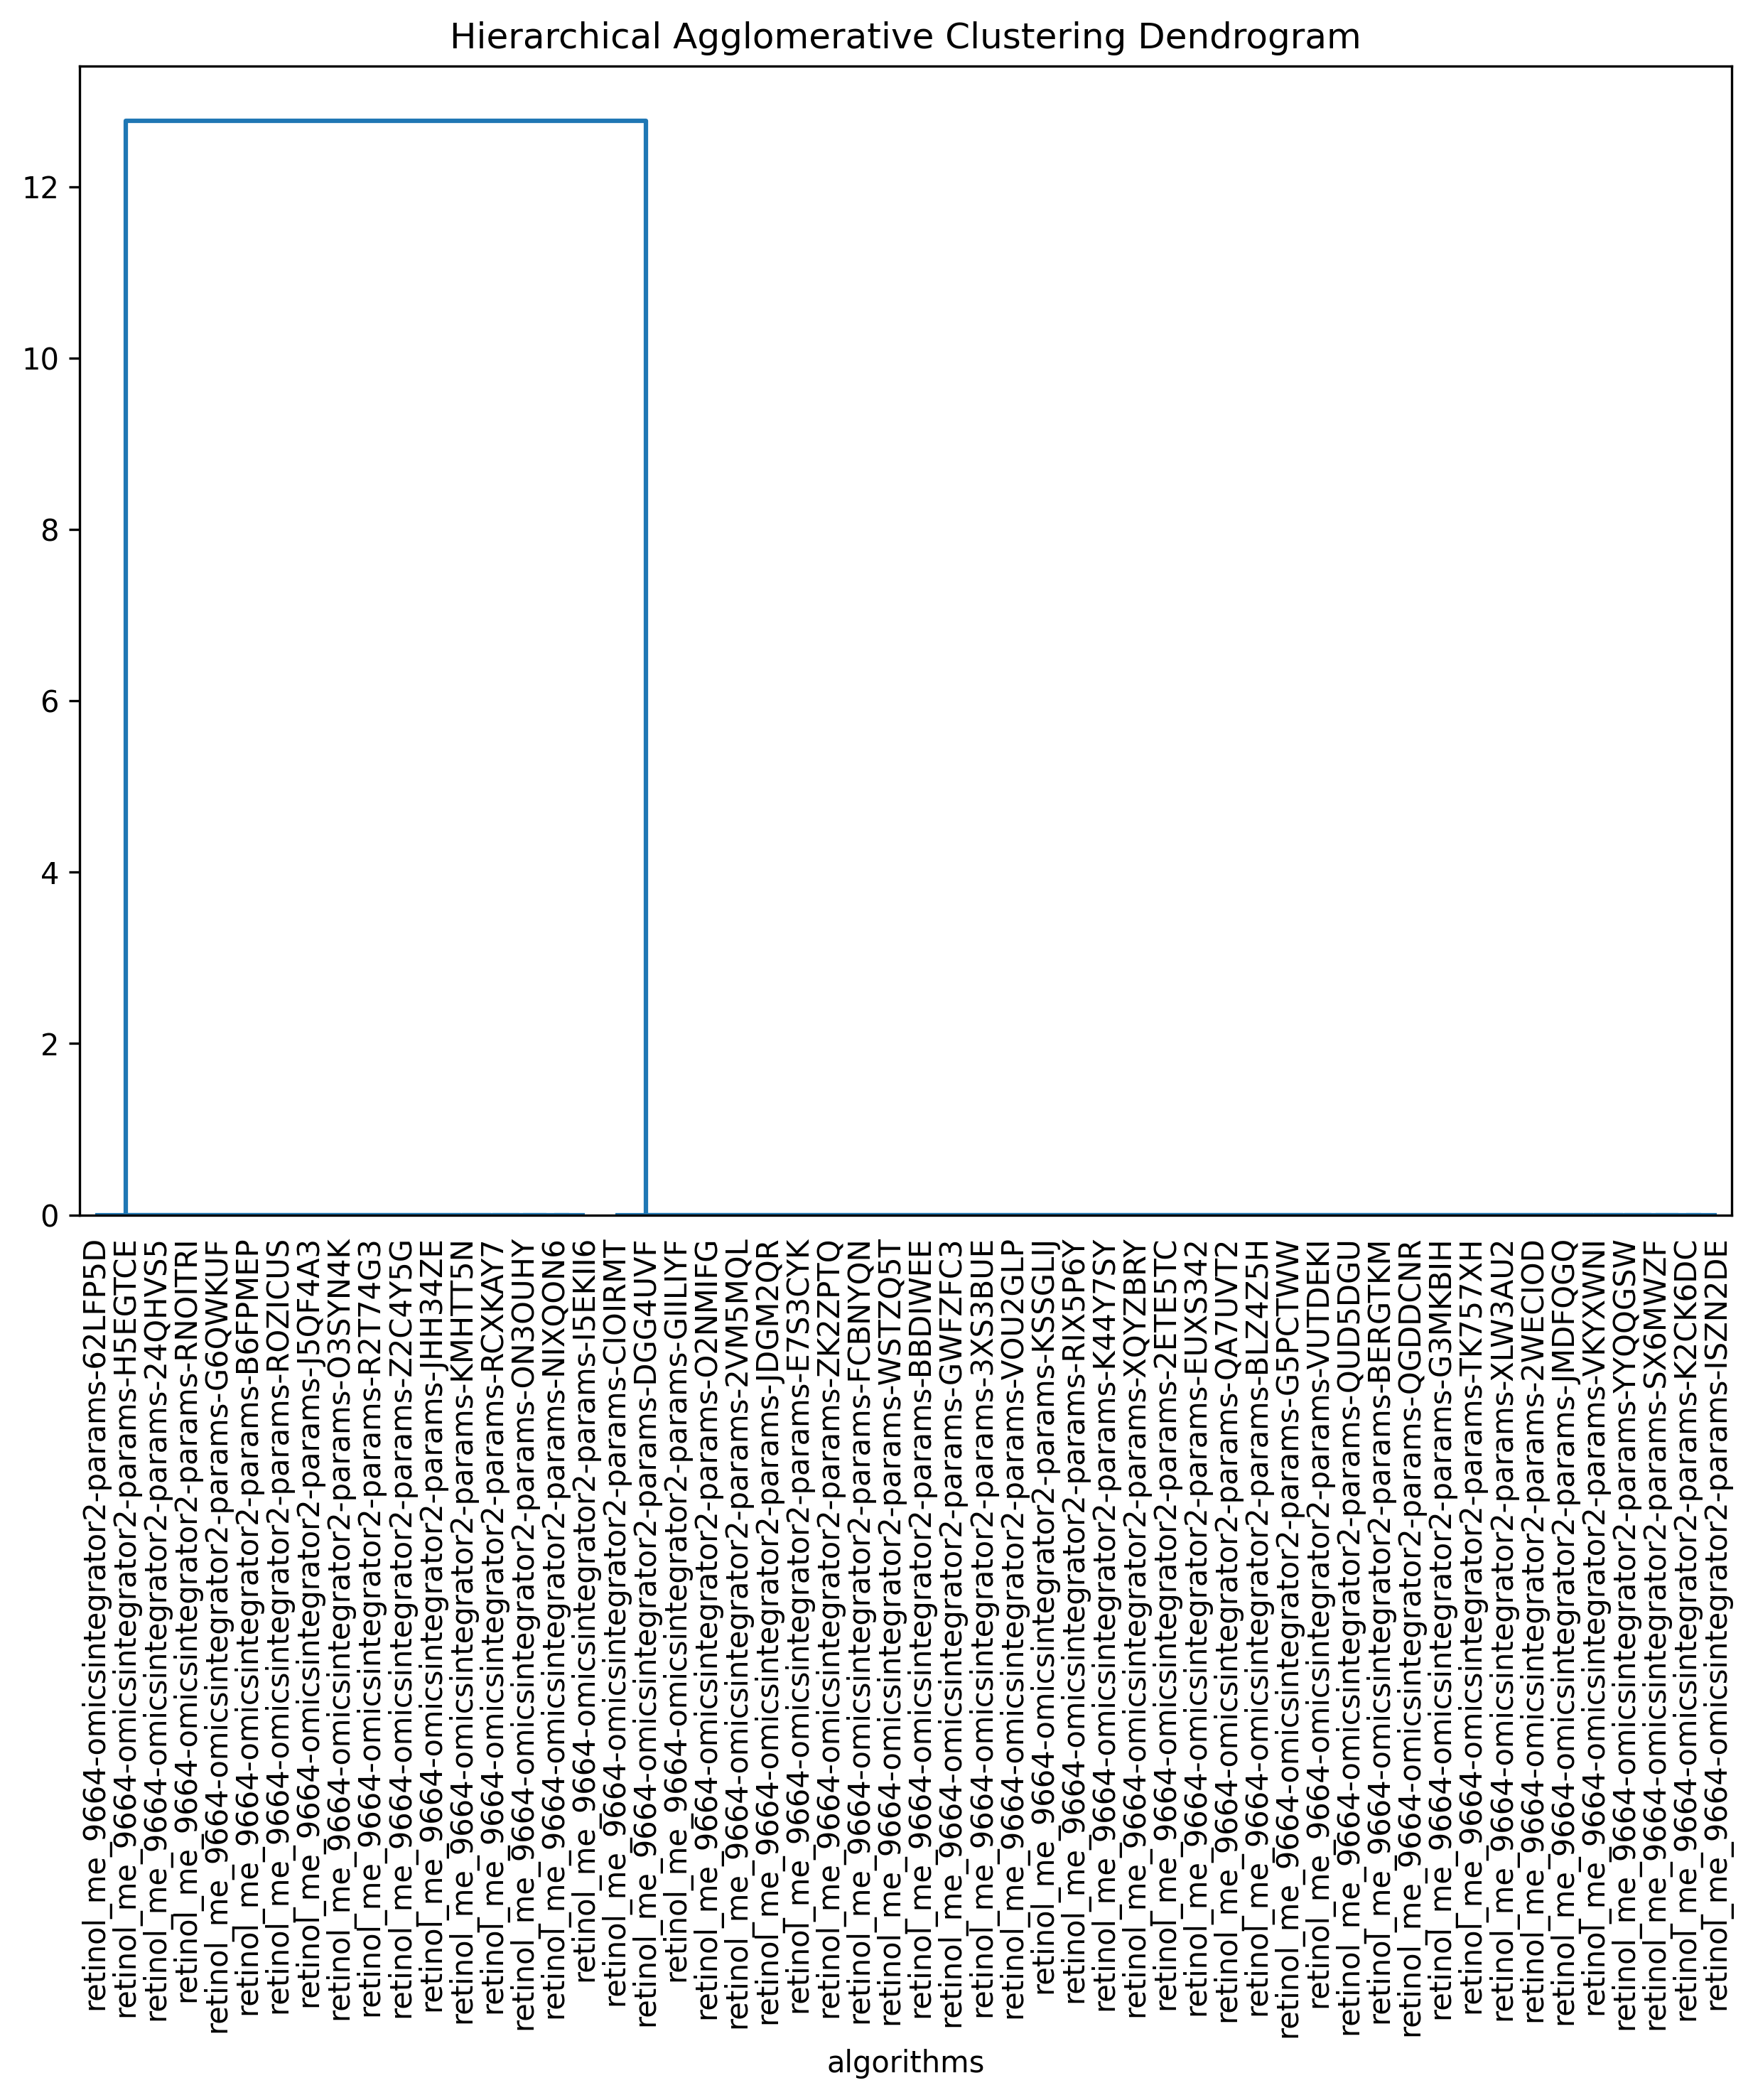 Hierarchical Agglomerative Clustering Dendrogram
12
10
8
6
4
2
0
retinol_me_9664-omicsintegrator2-params-62LFP5D
retinol_me_9664-omicsintegrator2-params-H5EGTCE
retinol_me_9664-omicsintegrator2-params-24QHVS5
retinol_me_9664-omicsintegrator2-params-RNOITRI
retinol_me_9664-omicsintegrator2-params-G6QWKUF
retinol_me_9664-omicsintegrator2-params-B6FPMEP
retinol_me_9664-omicsintegrator2-params-ROZICUS
retinol_me_9664-omicsintegrator2-params-J5QF4A3
retinol_me_9664-omicsintegrator2-params-O3SYN4K
retinol_me_9664-omicsintegrator2-params-R2T74G3
retinol_me_9664-omicsintegrator2-params-Z2C4Y5G
retinol_me_9664-omicsintegrator2-params-JHH34ZE
retinol_me_9664-omicsintegrator2-params-KMHTT5N
retinol_me_9664-omicsintegrator2-params-RCXKAY7
retinol_me_9664-omicsintegrator2-params-ON3OUHY
retinol_me_9664-omicsintegrator2-params-NIXQON6
retinol_me_9664-omicsintegrator2-params-I5EKII6
retinol_me_9664-omicsintegrator2-params-CIOIRMT
retinol_me_9664-omicsintegrator2-params-DGG4UVF
retinol_me_9664-omicsintegrator2-params-GIILIYF
retinol_me_9664-omicsintegrator2-params-O2NMIFG
retinol_me_9664-omicsintegrator2-params-2VM5MQL
retinol_me_9664-omicsintegrator2-params-JDGM2QR
retinol_me_9664-omicsintegrator2-params-E7S3CYK
retinol_me_9664-omicsintegrator2-params-ZK2ZPTQ
retinol_me_9664-omicsintegrator2-params-FCBNYQN
retinol_me_9664-omicsintegrator2-params-WSTZQ5T
retinol_me_9664-omicsintegrator2-params-BBDIWEE
retinol_me_9664-omicsintegrator2-params-GWFZFC3
retinol_me_9664-omicsintegrator2-params-3XS3BUE
retinol_me_9664-omicsintegrator2-params-VOU2GLP
retinol_me_9664-omicsintegrator2-params-KSSGLIJ
retinol_me_9664-omicsintegrator2-params-RIX5P6Y
retinol_me_9664-omicsintegrator2-params-K44Y7SY
retinol_me_9664-omicsintegrator2-params-XQYZBRY
retinol_me_9664-omicsintegrator2-params-2ETE5TC
retinol_me_9664-omicsintegrator2-params-EUXS342
retinol_me_9664-omicsintegrator2-params-QA7UVT2
retinol_me_9664-omicsintegrator2-params-BLZ4Z5H
retinol_me_9664-omicsintegrator2-params-G5PCTWW
retinol_me_9664-omicsintegrator2-params-VUTDEKI
retinol_me_9664-omicsintegrator2-params-QUD5DGU
retinol_me_9664-omicsintegrator2-params-BERGTKM
retinol_me_9664-omicsintegrator2-params-QGDDCNR
retinol_me_9664-omicsintegrator2-params-G3MKBIH
retinol_me_9664-omicsintegrator2-params-TK757XH
retinol_me_9664-omicsintegrator2-params-XLW3AU2
retinol_me_9664-omicsintegrator2-params-2WECIOD
retinol_me_9664-omicsintegrator2-params-JMDFQGQ
retinol_me_9664-omicsintegrator2-params-VKYXWNI
retinol_me_9664-omicsintegrator2-params-YYQQGSW
retinol_me_9664-omicsintegrator2-params-SX6MWZF
retinol_me_9664-omicsintegrator2-params-K2CK6DC
retinol_me_9664-omicsintegrator2-params-ISZN2DE
algorithms